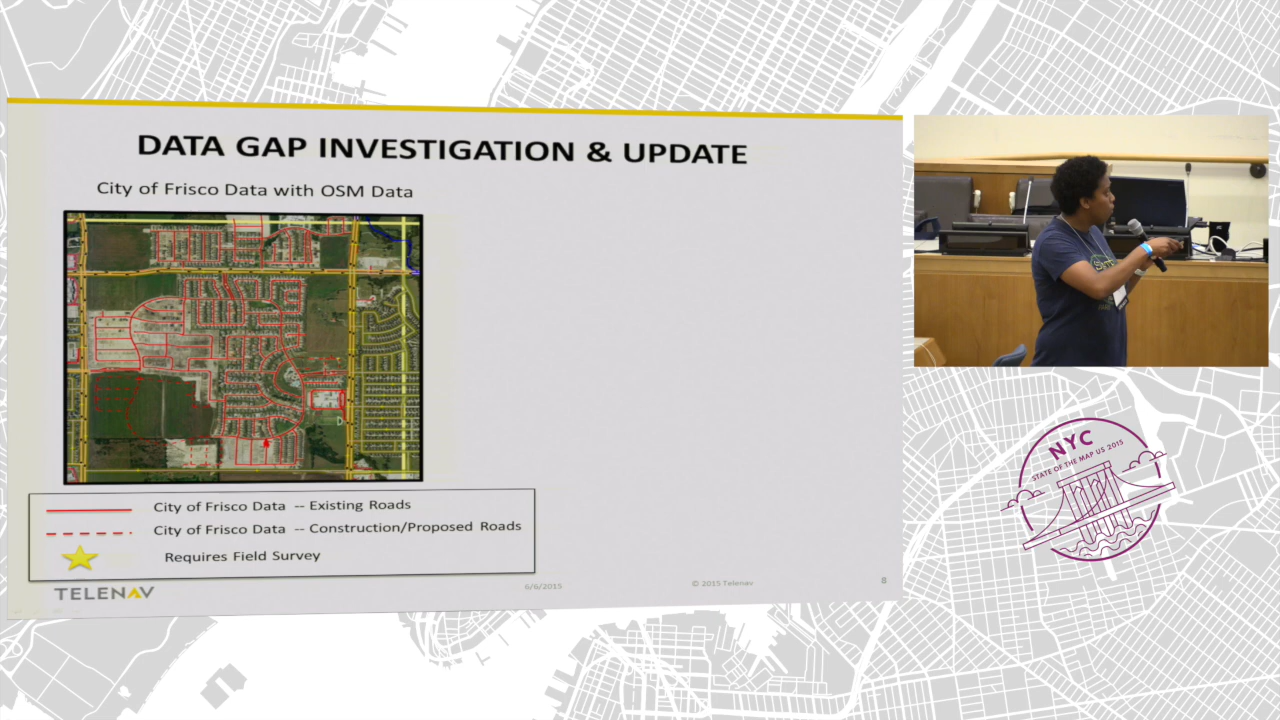 DATA GAP INVESTIGATION & UPDATE
City of Frisco Data with OSM Data
City of Frisco Data -- Existing Roads
City of Frisco Data -- Construction/Proposed Roads
Requires Field Survey
TELENAV
6/6/2015
© 2015 Telenav
8
NYC
STATE OF THE MAP US 2015